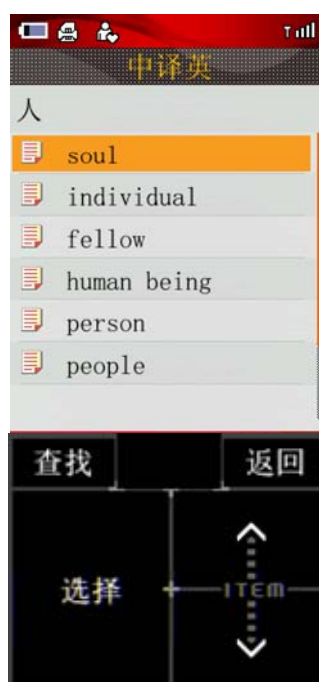 中译英
人
soul
individual
fellow
human being
person
people
查找 返回
选择 ITEM